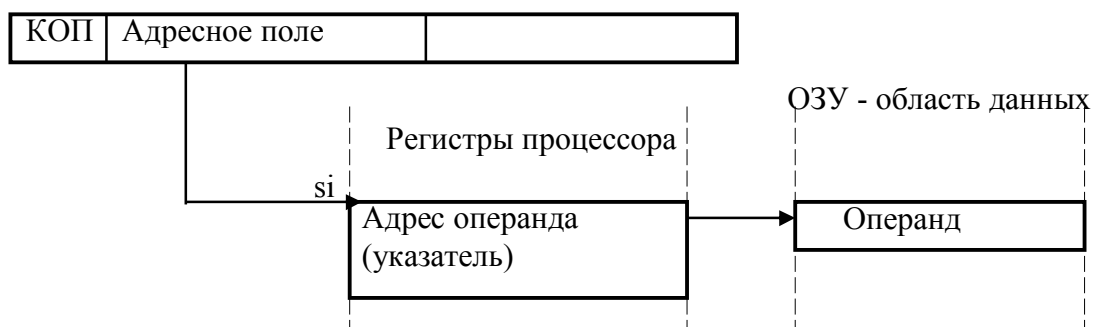 КОП Адресное поле
ОЗУ - область данных
Регистры процессора
si
Адрес операнда
(указатель)
Операнд